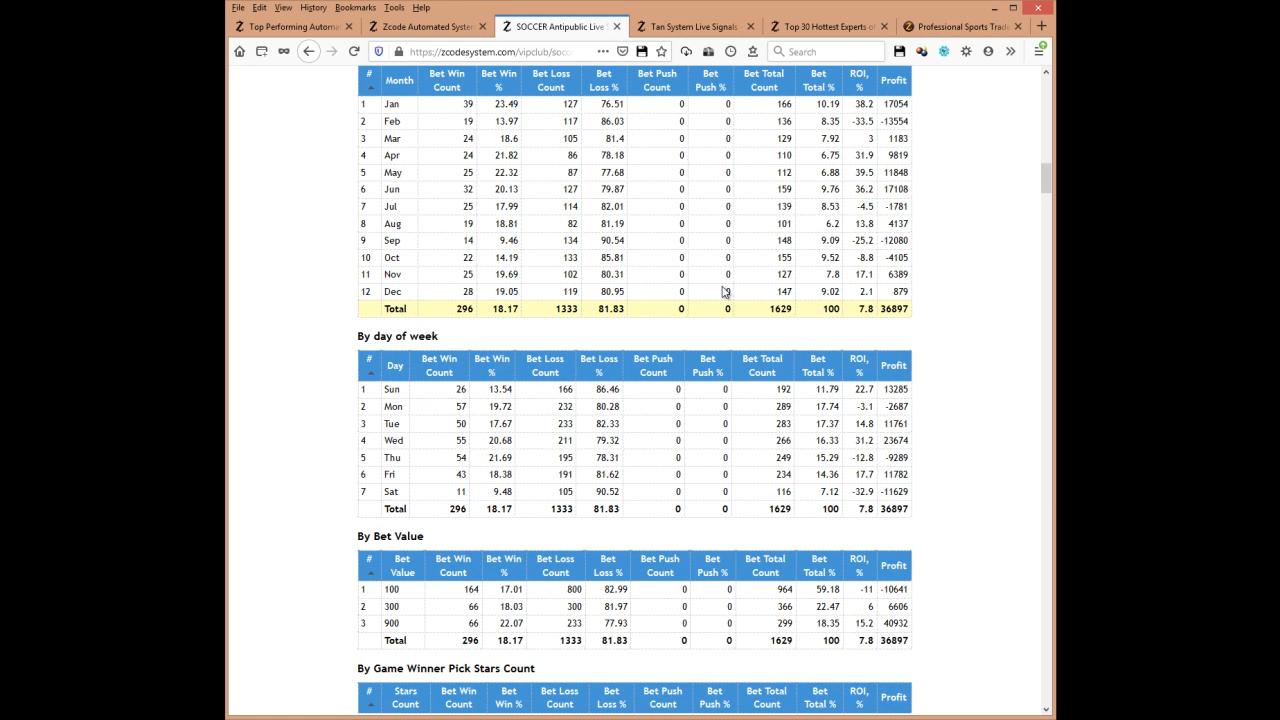 File Edit View History Bookmarks Tools Help
Top Performing Automa
Zcode Automated Syste
SOCCER Antipublic Live
Tan System Live Signals
Top 30 Hottest Experts of
Professional Sports Trad
https://zcodesystem.com/vipclub/socc
Search
# Month Bet Win Count Bet Win % Bet Loss Count Bet Loss % Bet Push Count Bet Push % Bet Total Count Bet Total % ROI, % Profit
1 Jan 39 23.49 127 76.51 0 0 166 10.19 38.2 17054
2 Feb 19 13.97 117 86.03 0 0 136 8.35 -33.5 -13554
3 Mar 24 18.6 105 81.4 0 0 129 7.92 3 1183
4 Apr 24 21.82 86 78.18 0 0 110 6.75 31.9 9819
5 May 25 22.32 87 77.68 0 0 112 6.88 39.5 11848
6 Jun 32 20.13 127 79.87 0 0 159 9.76 36.2 17108
7 Jul 25 17.99 114 82.01 0 0 139 8.53 -4.5 -1781
8 Aug 19 18.81 82 81.19 0 0 101 6.2 13.8 4137
9 Sep 14 9.46 134 90.54 0 0 148 9.09 -25.2 -12080
10 Oct 22 14.19 133 85.81 0 0 155 9.52 -8.8 -4105
11 Nov 25 19.69 102 80.31 0 0 127 7.8 17.1 6389
12 Dec 28 19.05 119 80.95 0 0 147 9.02 2.1 879
Total 296 18.17 1333 81.83 0 0 1629 100 7.8 36897
By day of week
# Day Bet Win Count Bet Win % Bet Loss Count Bet Loss % Bet Push Count Bet Push % Bet Total Count Bet Total % ROI, % Profit
1 Sun 26 13.54 166 86.46 0 0 192 11.79 22.7 13285
2 Mon 57 19.72 232 80.28 0 0 289 17.74 -3.1 -2687
3 Tue 50 17.67 233 82.33 0 0 283 17.37 14.8 11761
4 Wed 55 20.68 211 79.32 0 0 266 16.33 31.2 23674
5 Thu 54 21.69 195 78.31 0 0 249 15.29 -12.8 -9289
6 Fri 43 18.38 191 81.62 0 0 234 14.36 17.7 11782
7 Sat 11 9.48 105 90.52 0 0 116 7.12 -32.9 -11629
Total 296 18.17 1333 81.83 0 0 1629 100 7.8 36897
By Bet Value
# Bet Value Bet Win Count Bet Win % Bet Loss Count Bet Loss % Bet Push Count Bet Push % Bet Total Count Bet Total % ROI, % Profit
1 100 164 17.01 800 82.99 0 0 964 59.18 -11 -10641
2 300 66 18.03 300 81.97 0 0 366 22.47 6 6606
3 900 66 22.07 233 77.93 0 0 299 18.35 15.2 40932
Total 296 18.17 1333 81.83 0 0 1629 100 7.8 36897
By Game Winner Pick Stars Count
# Stars Count Bet Win Count Bet Win % Bet Loss Count Bet Loss % Bet Push Count Bet Push % Bet Total Count Bet Total % ROI, % Profit